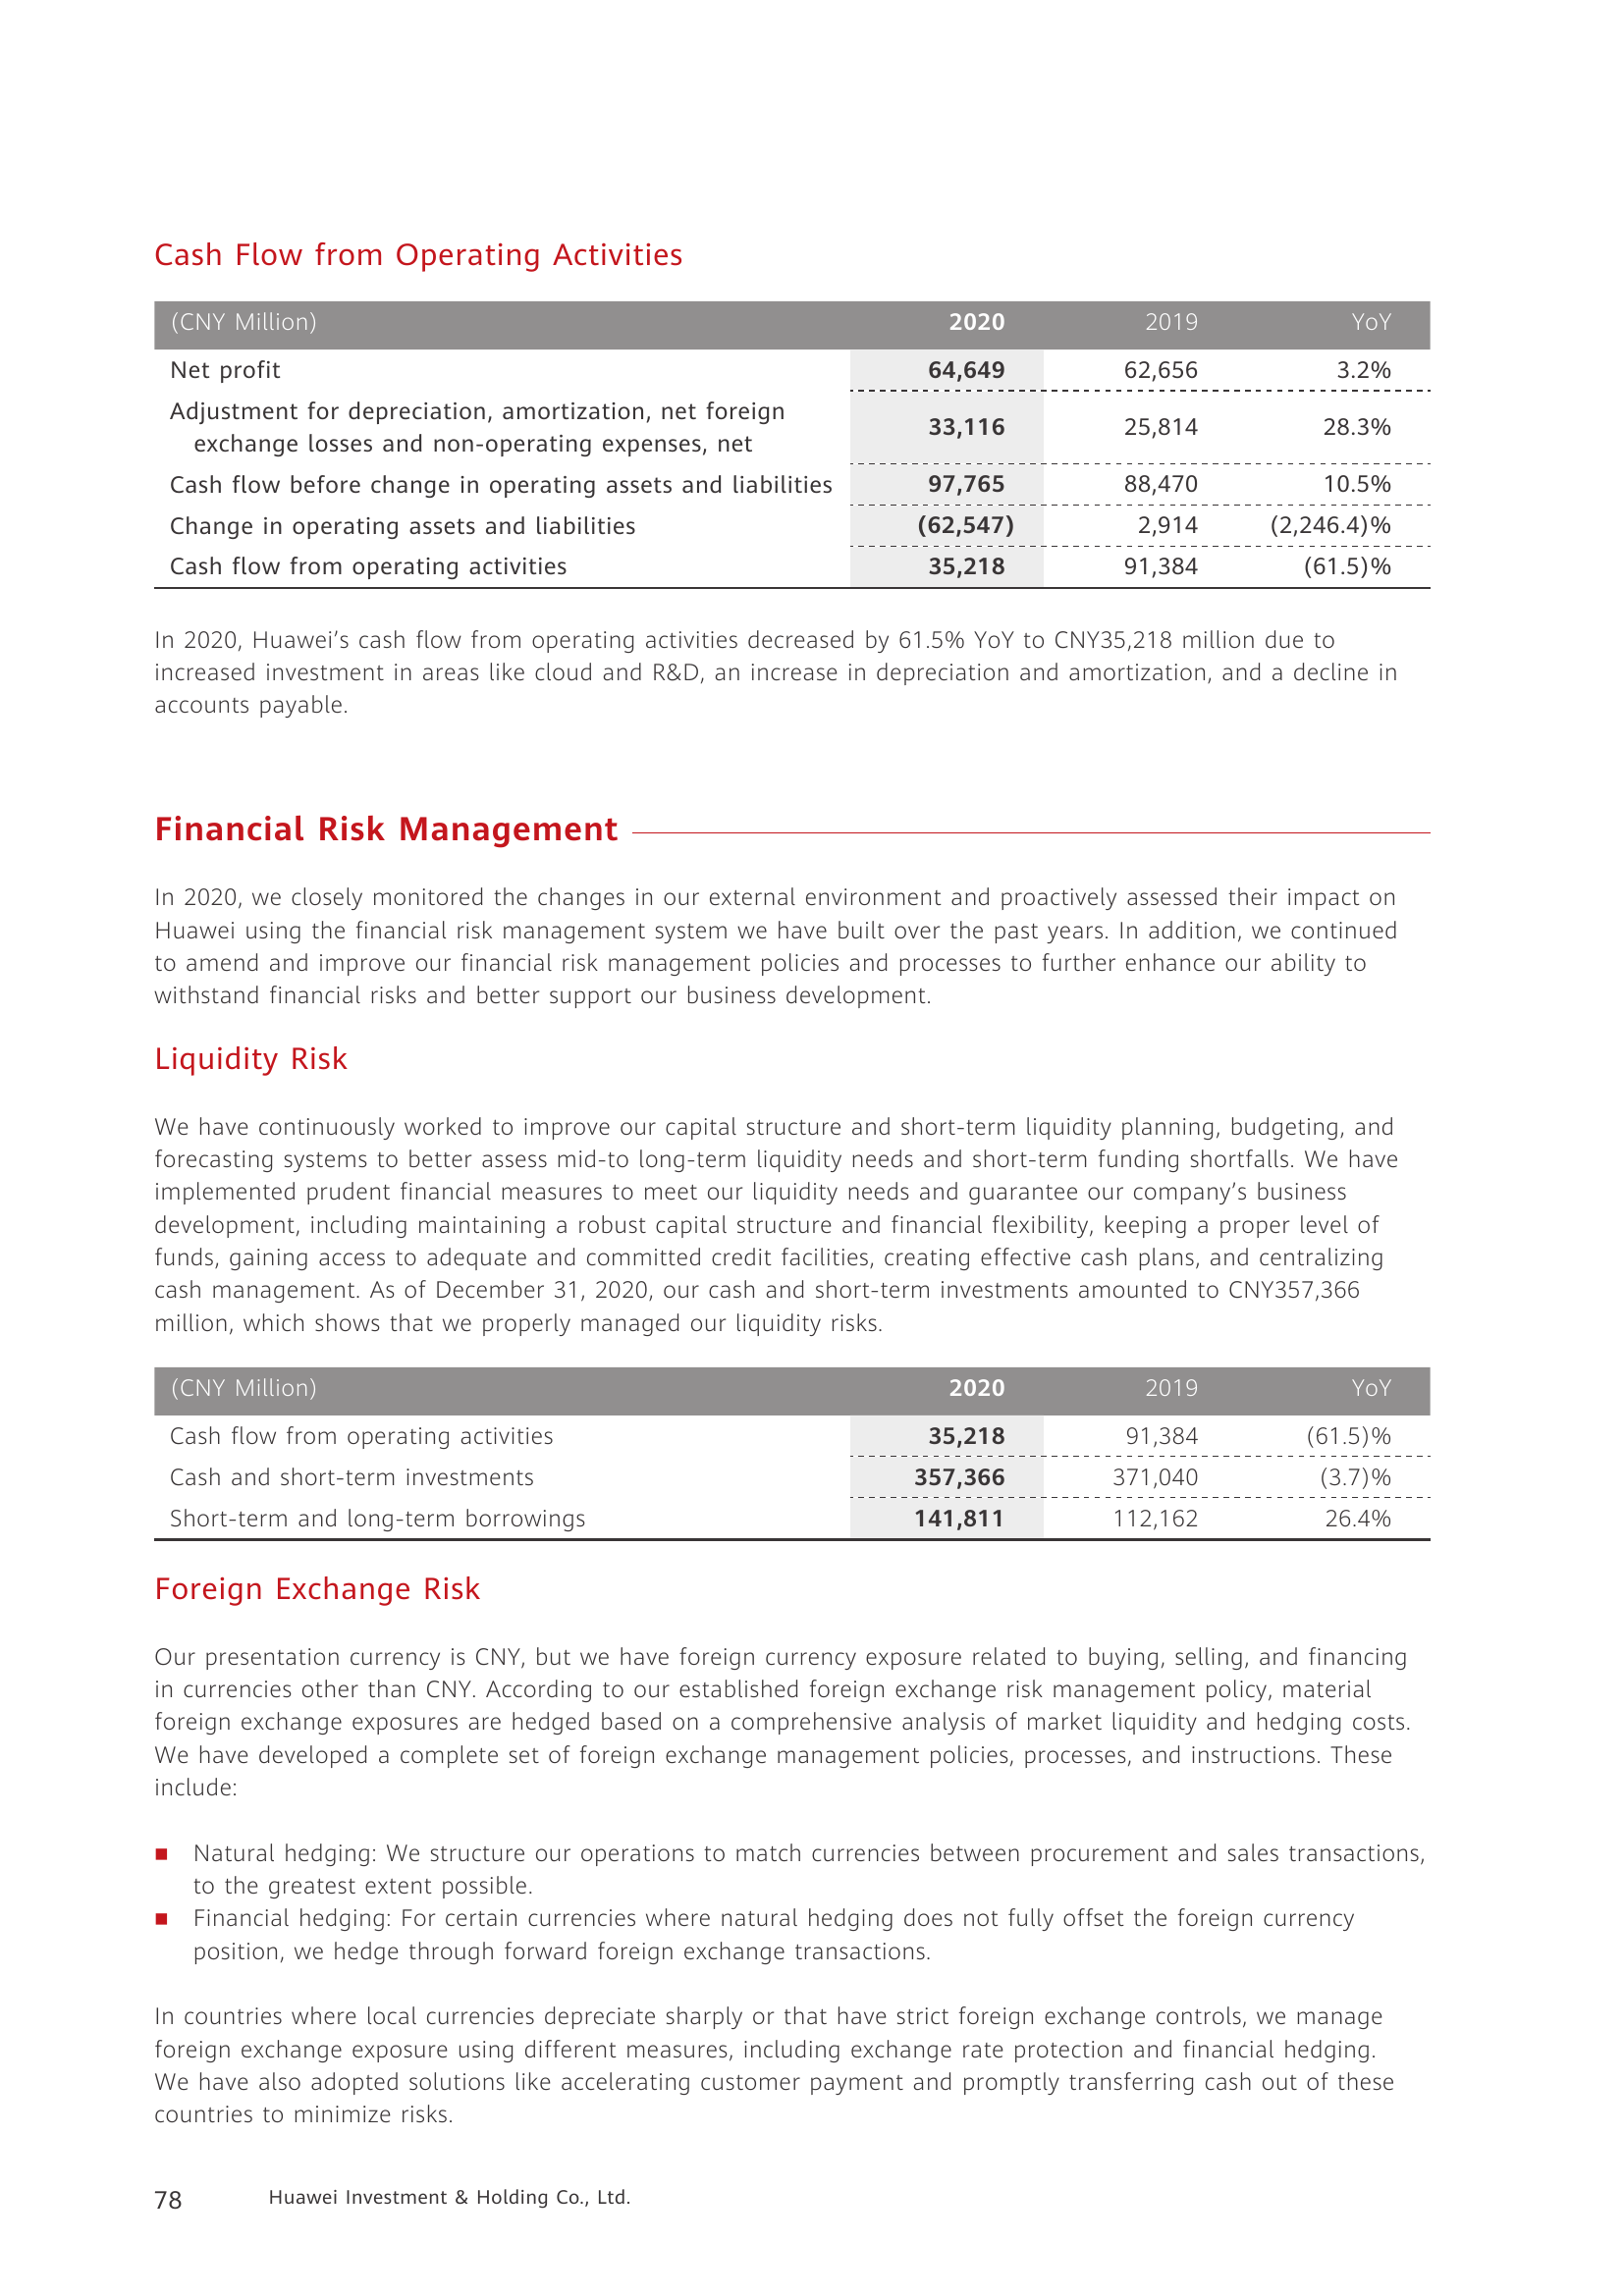 Cash Flow from Operating Activities
(CNY Million) 2020 2019 YoY
Net profit 64,649 62,656 3.2%
Adjustment for depreciation, amortization, net foreign
exchange losses and non-operating expenses, net 33,116 25,814 28.3%
Cash flow before change in operating assets and liabilities 97,765 88,470 10.5%
Change in operating assets and liabilities (62,547) 2,914 (2,246.4)%
Cash flow from operating activities 35,218 91,384 (61.5)%
In 2020, Huawei’s cash flow from operating activities decreased by 61.5% YoY to CNY35,218 million due to
increased investment in areas like cloud and R&D, an increase in depreciation and amortization, and a decline in
accounts payable.
Financial Risk Management
In 2020, we closely monitored the changes in our external environment and proactively assessed their impact on
Huawei using the financial risk management system we have built over the past years. In addition, we continued
to amend and improve our financial risk management policies and processes to further enhance our ability to
withstand financial risks and better support our business development.
Liquidity Risk
We have continuously worked to improve our capital structure and short-term liquidity planning, budgeting, and
forecasting systems to better assess mid-to long-term liquidity needs and short-term funding shortfalls. We have
implemented prudent financial measures to meet our liquidity needs and guarantee our company’s business
development, including maintaining a robust capital structure and financial flexibility, keeping a proper level of
funds, gaining access to adequate and committed credit facilities, creating effective cash plans, and centralizing
cash management. As of December 31, 2020, our cash and short-term investments amounted to CNY357,366
million, which shows that we properly managed our liquidity risks.
(CNY Million) 2020 2019 YoY
Cash flow from operating activities 35,218 91,384 (61.5)%
Cash and short-term investments 357,366 371,040 (3.7)%
Short-term and long-term borrowings 141,811 112,162 26.4%
Foreign Exchange Risk
Our presentation currency is CNY, but we have foreign currency exposure related to buying, selling, and financing
in currencies other than CNY. According to our established foreign exchange risk management policy, material
foreign exchange exposures are hedged based on a comprehensive analysis of market liquidity and hedging costs.
We have developed a complete set of foreign exchange management policies, processes, and instructions. These
include:
■ Natural hedging: We structure our operations to match currencies between procurement and sales transactions,
to the greatest extent possible.
■ Financial hedging: For certain currencies where natural hedging does not fully offset the foreign currency
position, we hedge through forward foreign exchange transactions.
In countries where local currencies depreciate sharply or that have strict foreign exchange controls, we manage
foreign exchange exposure using different measures, including exchange rate protection and financial hedging.
We have also adopted solutions like accelerating customer payment and promptly transferring cash out of these
countries to minimize risks.
78 Huawei Investment & Holding Co., Ltd.